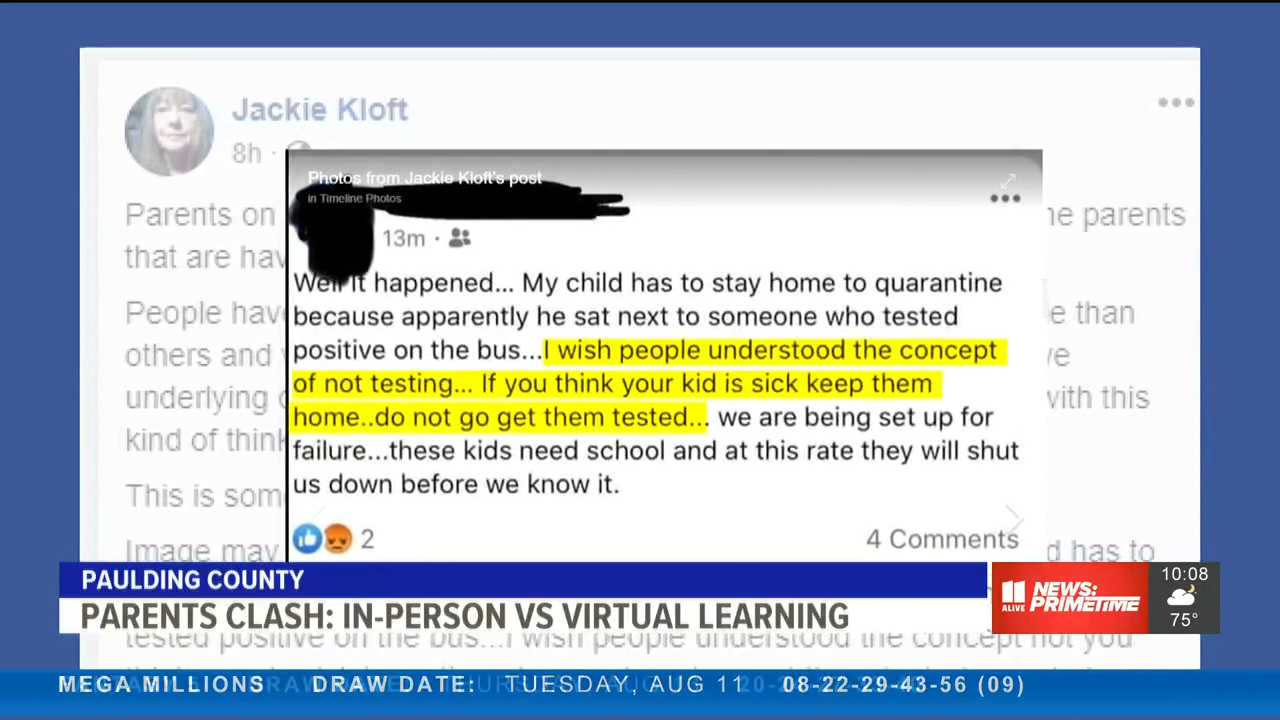 Jackie Kloft
8h
Photos from Jackie Kloft's post
in Timeline Photos
13m
Parents on
that are hav
People hav
others and
underlying
kind of think
This is som
Image may
he parents
e than
ve
with this
d has to
Well it happened... My child has to stay home to quarantine
because apparently he sat next to someone who tested
positive on the bus...I wish people understood the concept
of not testing... If you think your kid is sick keep them
home..do not go get them tested... we are being set up for
failure...these kids need school and at this rate they will shut
us down before we know it.
2
4 Comments
PAULDING COUNTY
PARENTS CLASH: IN-PERSON VS VIRTUAL LEARNING
11 ALIVE NEWS: PRIMETIME
10:08
75°
tested positive on the bus...I wish people understood the concept not you
MEGA MILLIONS DRAW DATE: TUESDAY, AUG 11 08-22-29-43-56 (09)